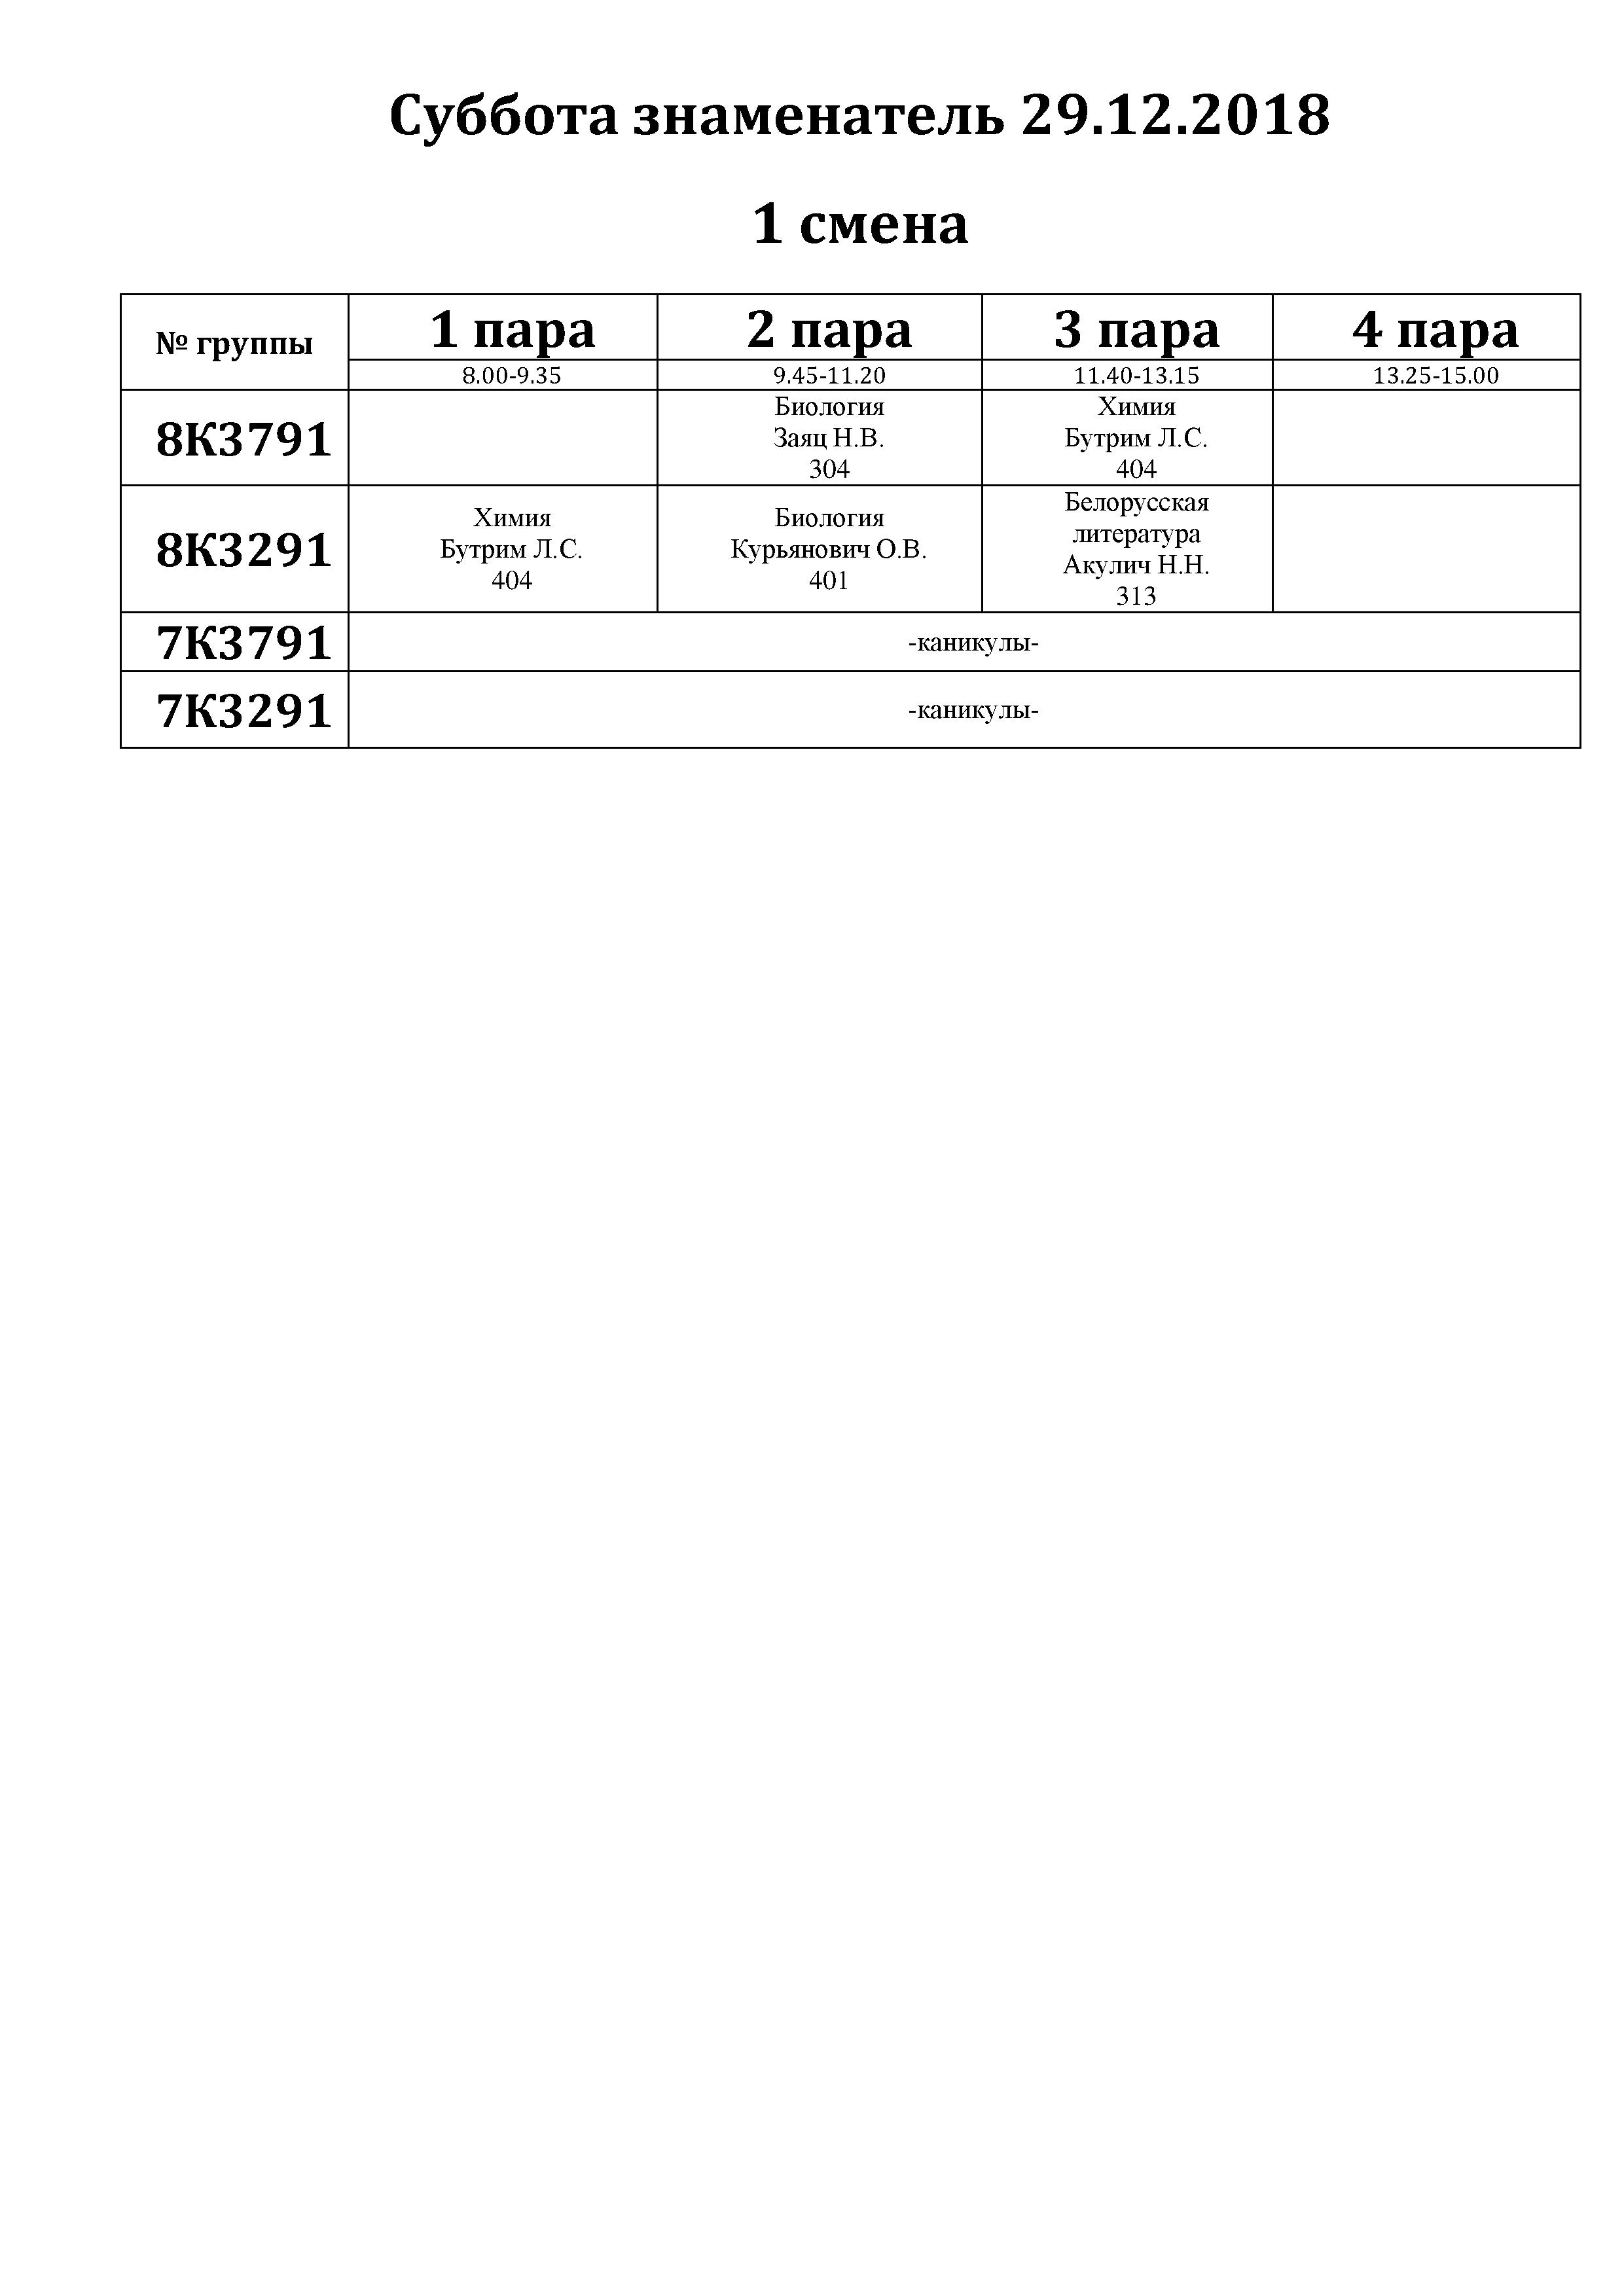 Суббота знаменатель 29.12.2018
1 смена
№ группы
1 пара
2 пара
3 пара
4 пара
8.00-9.35
9.45-11.20
11.40-13.15
13.25-15.00
8К3791
Биология
Заяц Н.В.
304
Химия
Бутрим Л.С.
404
8К3291
Химия
Бутрим Л.С.
404
Биология
Курьянович О.В.
401
Белорусская
литература
Акулич Н.Н.
313
7К3791
-каникулы-
7К3291
-каникулы-